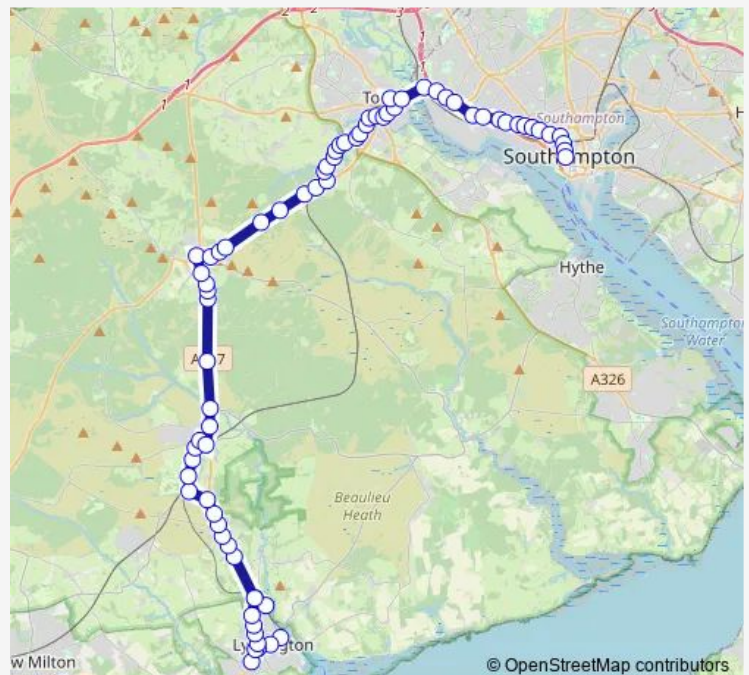 Southampton
Southampton
Hythe
Southampton
Water
A326
Beaulieu
Heath
w Milton
© OpenStreetMap contributors